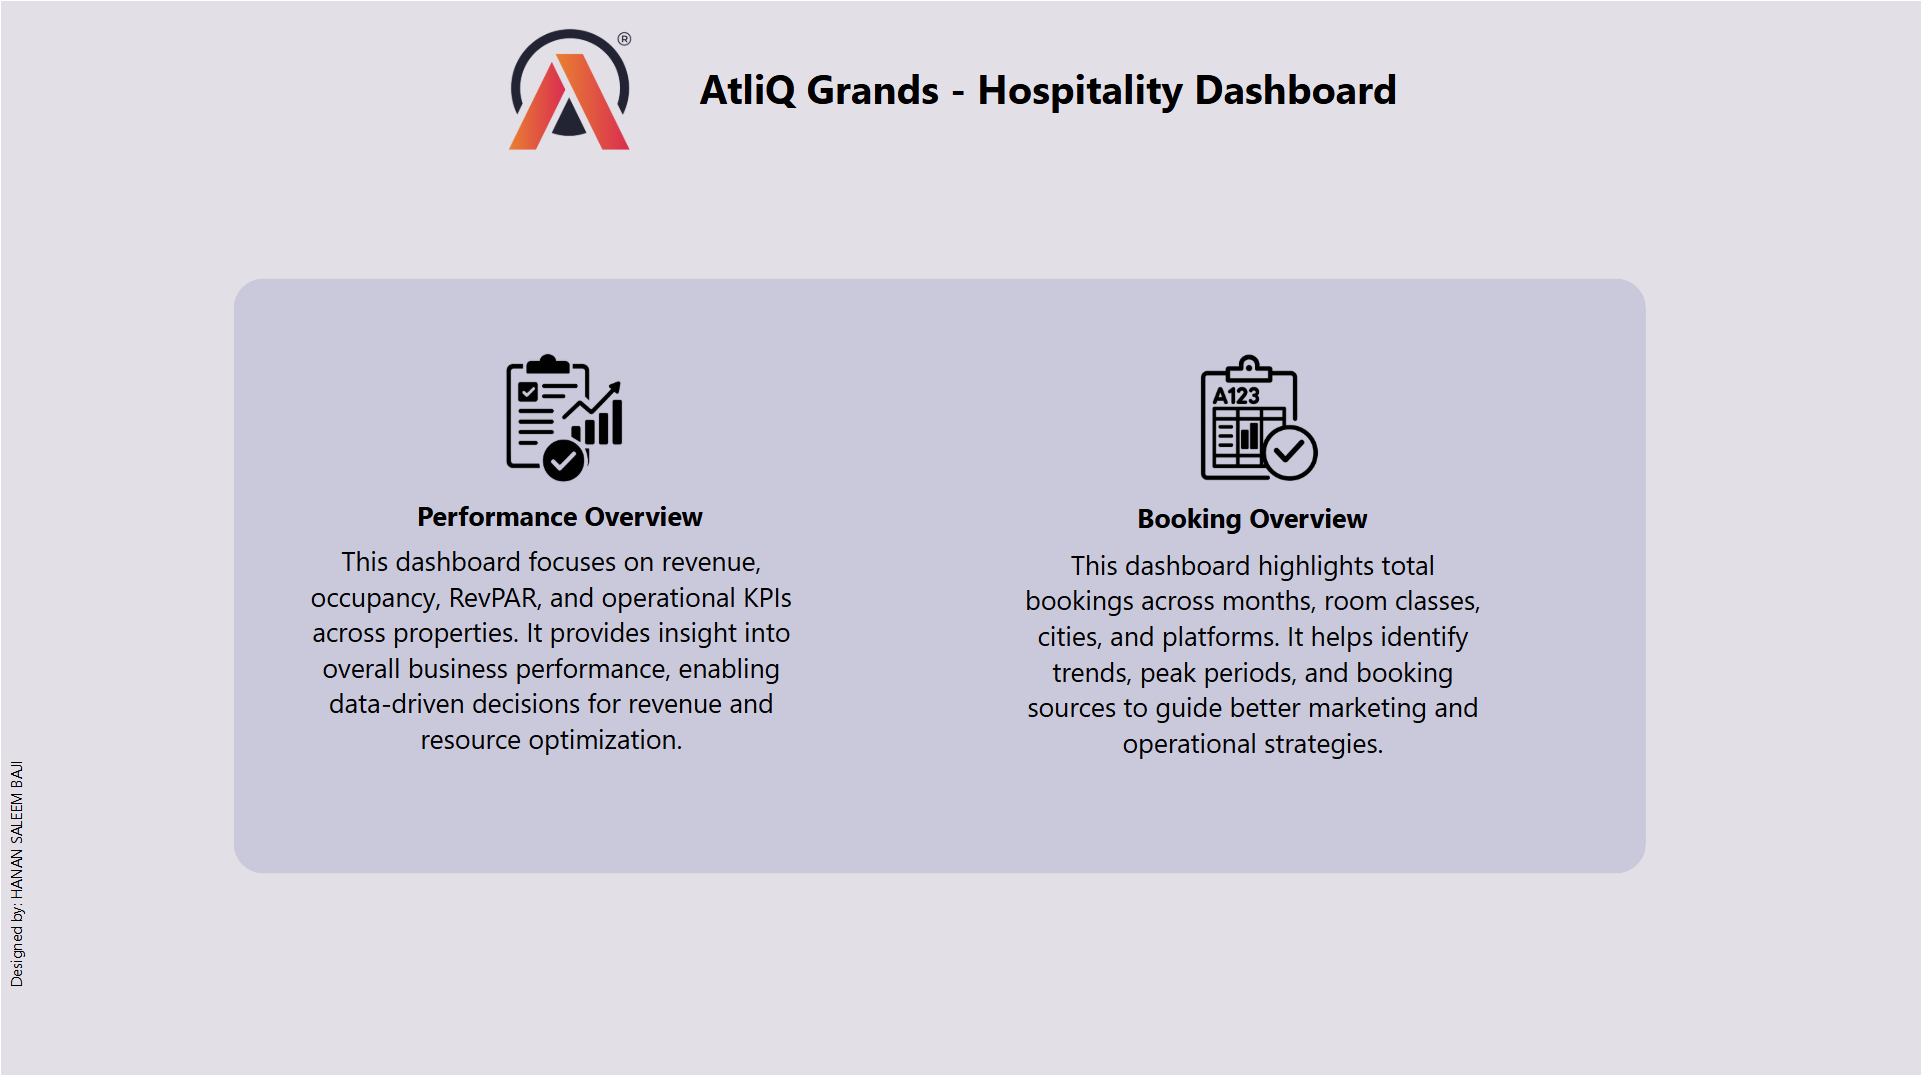 ®
AtliQ Grands - Hospitality Dashboard
A123
Performance Overview
This dashboard focuses on revenue,
occupancy, RevPAR, and operational KPIs
across properties. It provides insight into
overall business performance, enabling
data-driven decisions for revenue and
resource optimization.
Booking Overview
This dashboard highlights total
bookings across months, room classes,
cities, and platforms. It helps identify
trends, peak periods, and booking
sources to guide better marketing and
operational strategies.
Designed by: HANAN SALEEM BAJI